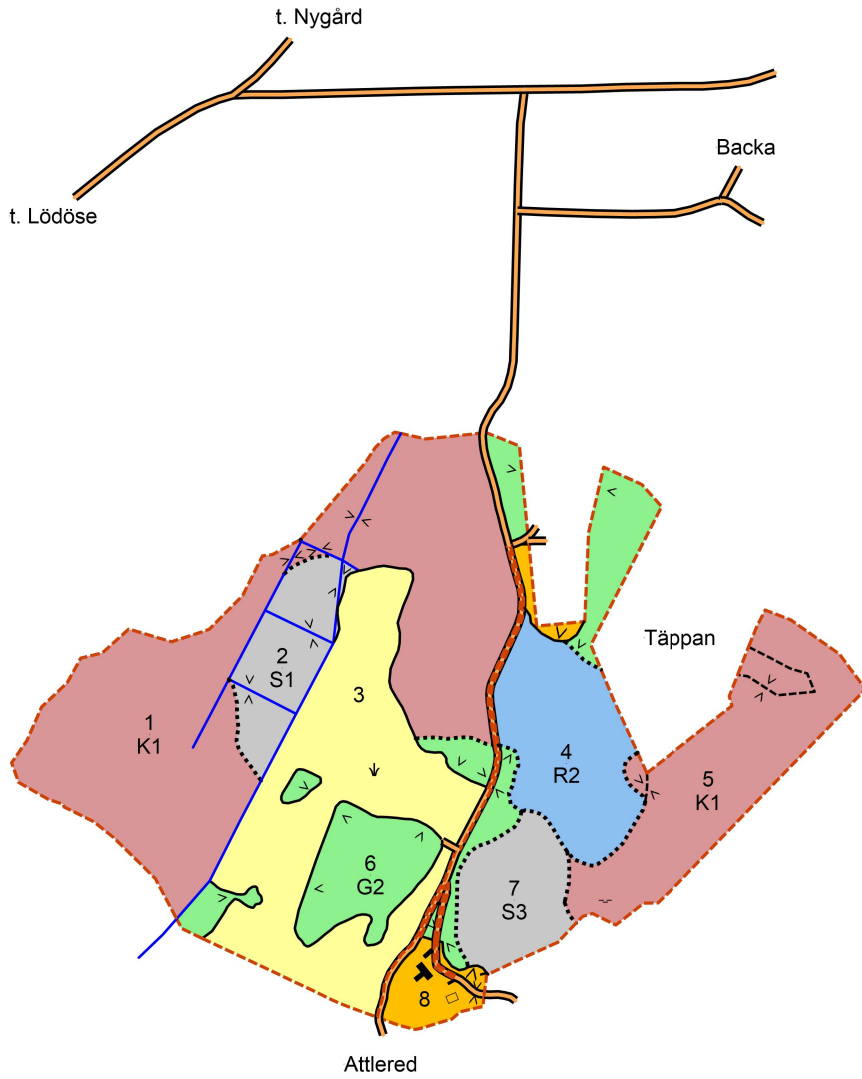 t. Nygård
Backa
t. Lödöse
Täppan
2
S1
3
1
K1
4
R2
5
K1
6
G2
7
S3
8
Attlered